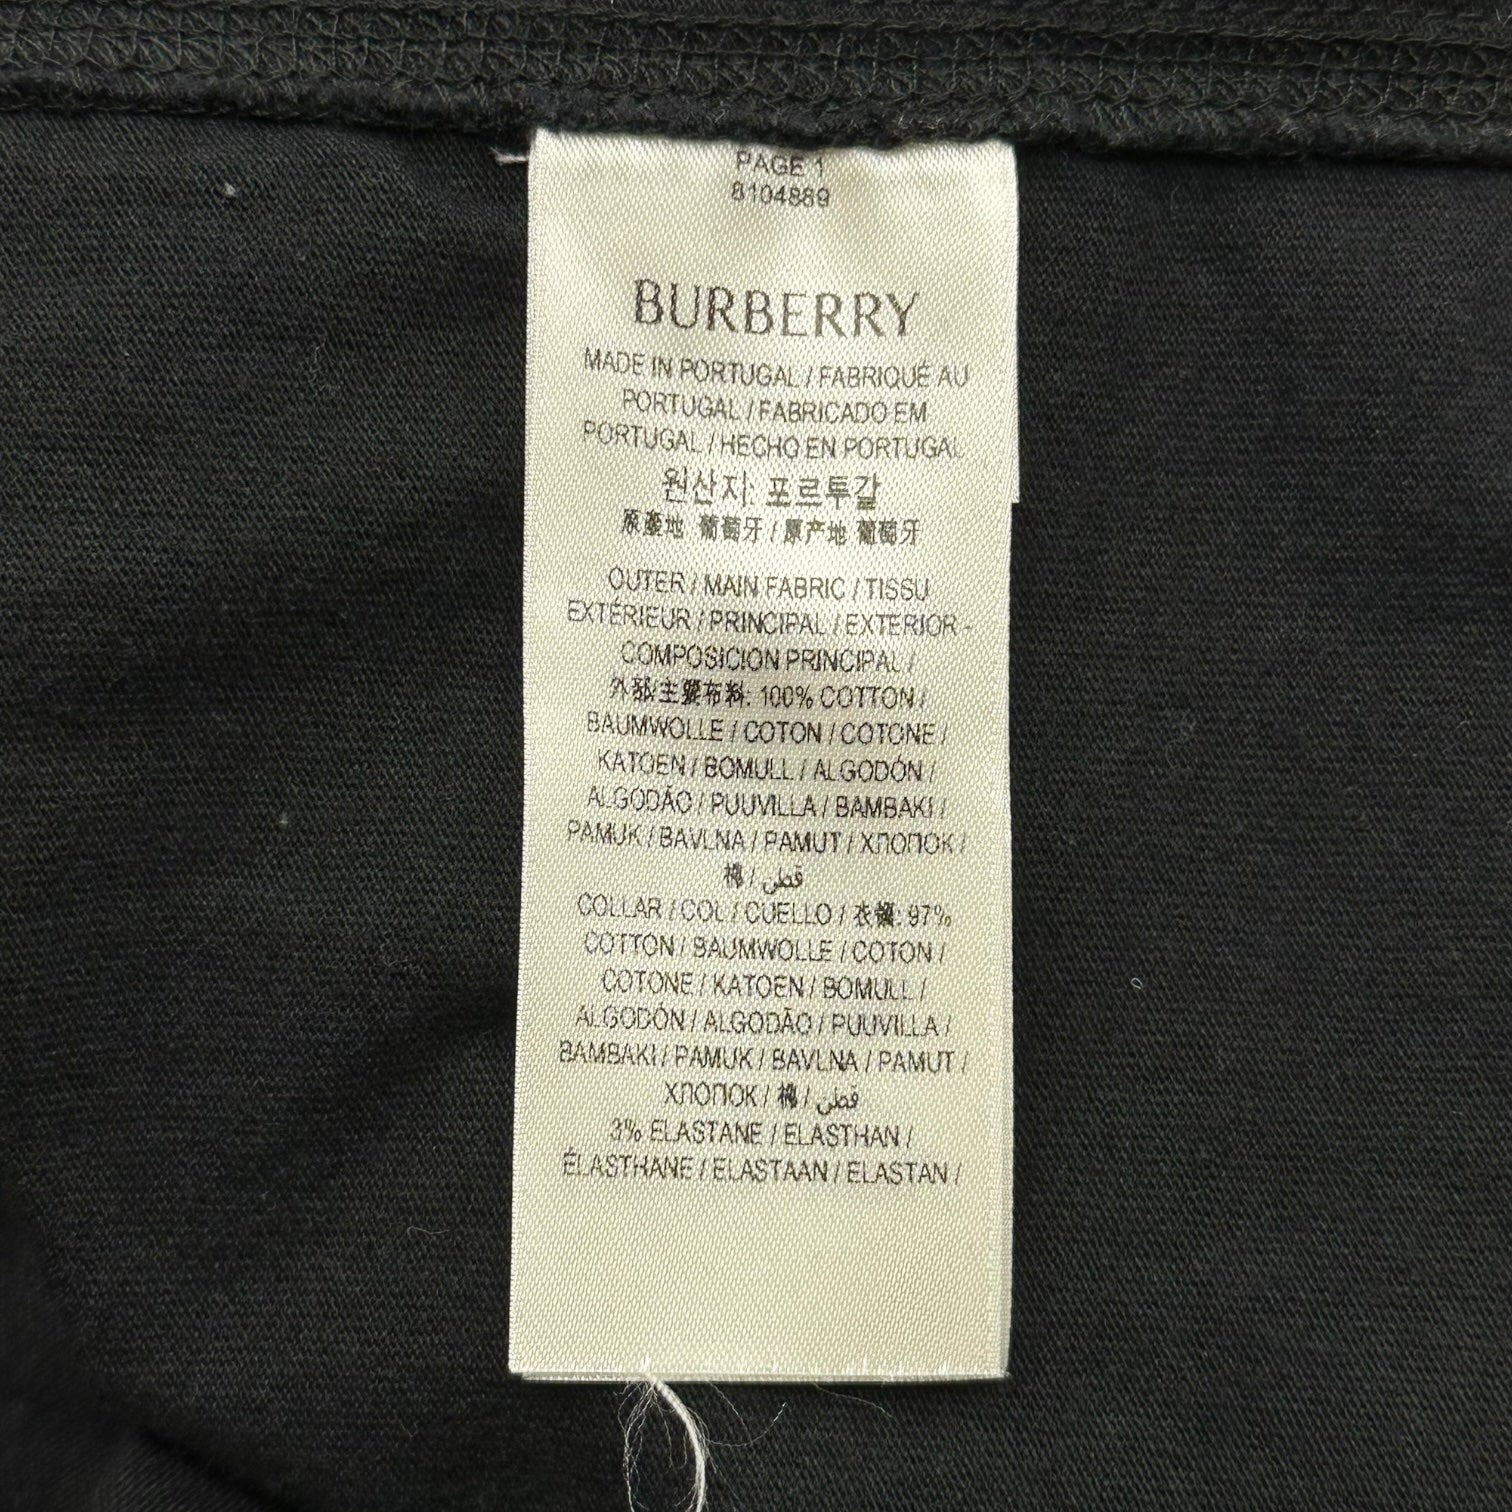 PAGE 1
8104889
BURBERRY
MADE IN PORTUGAL / FABRIQUÉ AU
PORTUGAL / FABRICADO EM
PORTUGAL / HECHO EN PORTUGAL
원산지: 포르투갈
原產地 葡萄牙 / 原产地 葡萄牙
OUTER / MAIN FABRIC / TISSU
EXTÉRIEUR / PRINCIPAL / EXTERIOR -
COMPOSICION PRINCIPAL /
外部/主要布料: 100% COTTON /
BAUMWOLLE / COTON / COTONE /
KATOEN / BOMULL / ALGODÓN /
ALGODÃO / PUUVILLA / BAMBAKI /
PAMUK / BAVLNA / PAMUT / ХЛОПОК /
棉 / قطن
COLLAR / COL / CUELLO / 衣領: 97%
COTTON / BAUMWOLLE / COTON /
COTONE / KATOEN / BOMULL /
ALGODÓN / ALGODÃO / PUUVILLA /
BAMBAKI / PAMUK / BAVLNA / PAMUT /
ХЛОПОК / 棉 / قطن
3% ELASTANE / ELASTHAN /
ÉLASTHANE / ELASTAAN / ELASTAN /